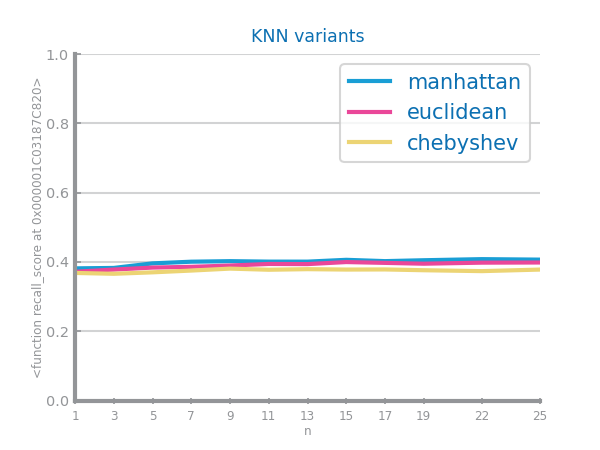 KNN variants
manhattan
euclidean
chebyshev
<function recall_score at 0x000001C03187C820>
1.0
0.8
0.6
0.4
0.2
0.0
1 3 5 7 9 11 13 15 17 19 22 25
n